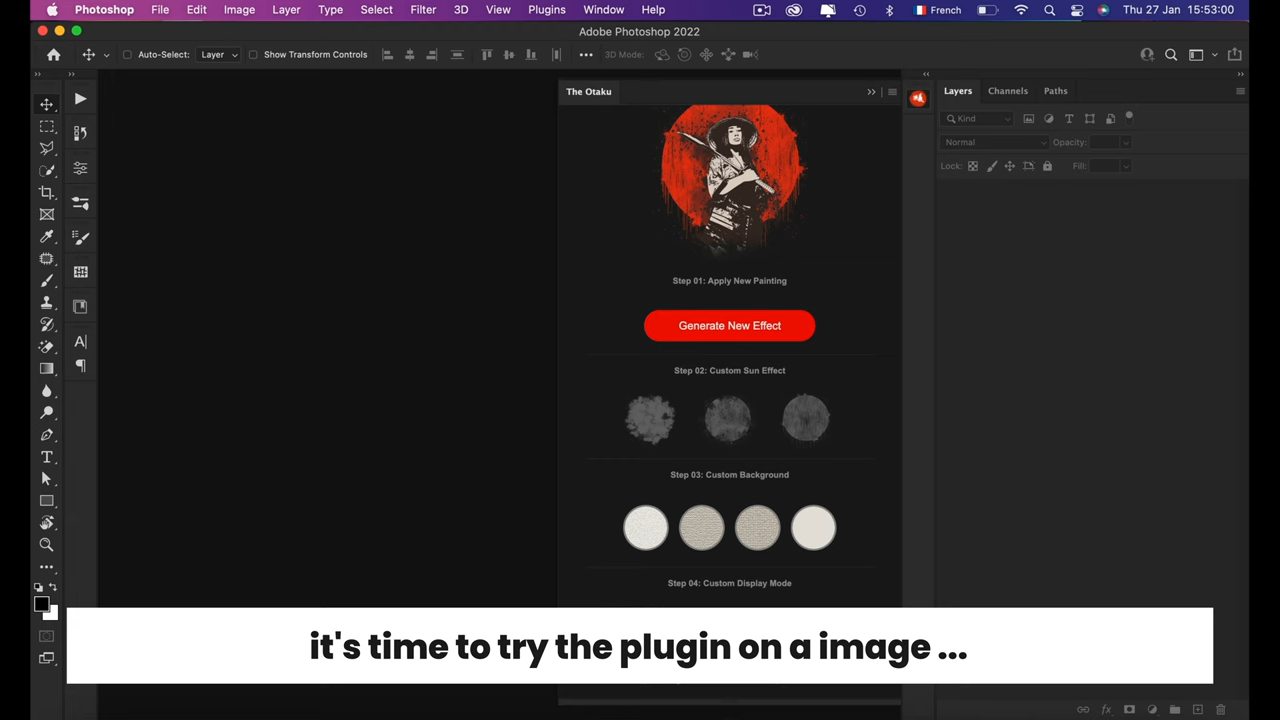 Photoshop File Edit Image Layer Type Select Filter 3D View Plugins Window Help French Thu 27 Jan 15:53:00
Adobe Photoshop 2022
Auto-Select: Layer Show Transform Controls 3D Mode:
The Otaku
Layers Channels Paths
Kind
Normal Opacity:
Lock: Fill:
Step 01: Apply New Painting
Generate New Effect
Step 02: Custom Sun Effect
Step 03: Custom Background
Step 04: Custom Display Mode
it's time to try the plugin on a image ...